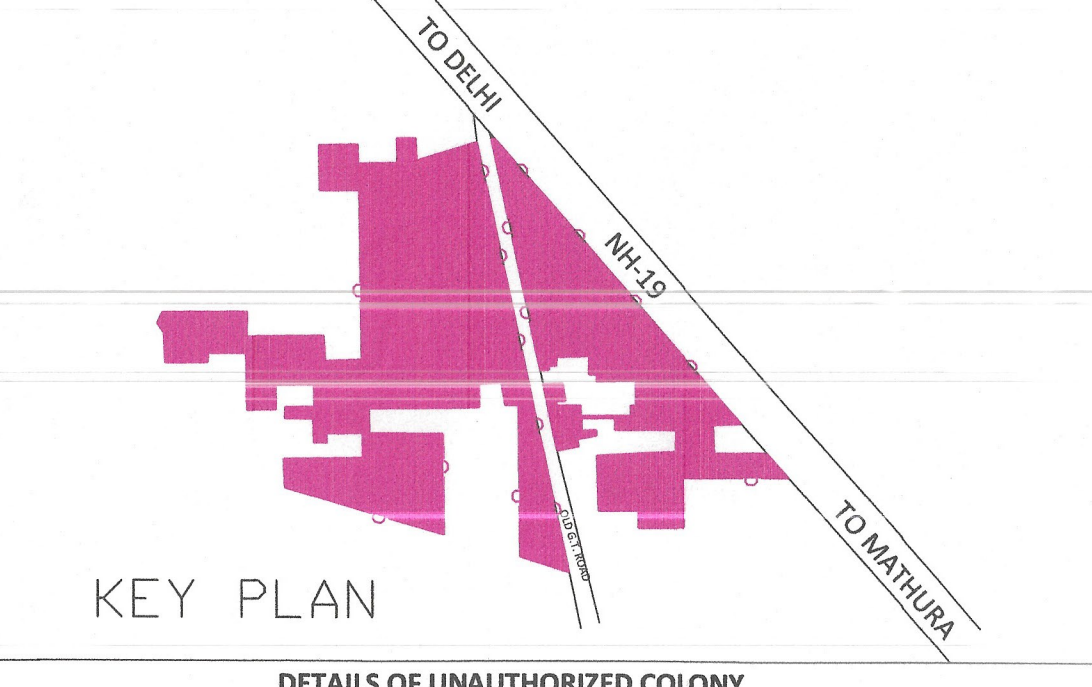 TO DELHI
NH-19
OLD G.T. ROAD
TO MATHURA
KEY PLAN
DETAILS OF UNAUTHORIZED COLONY